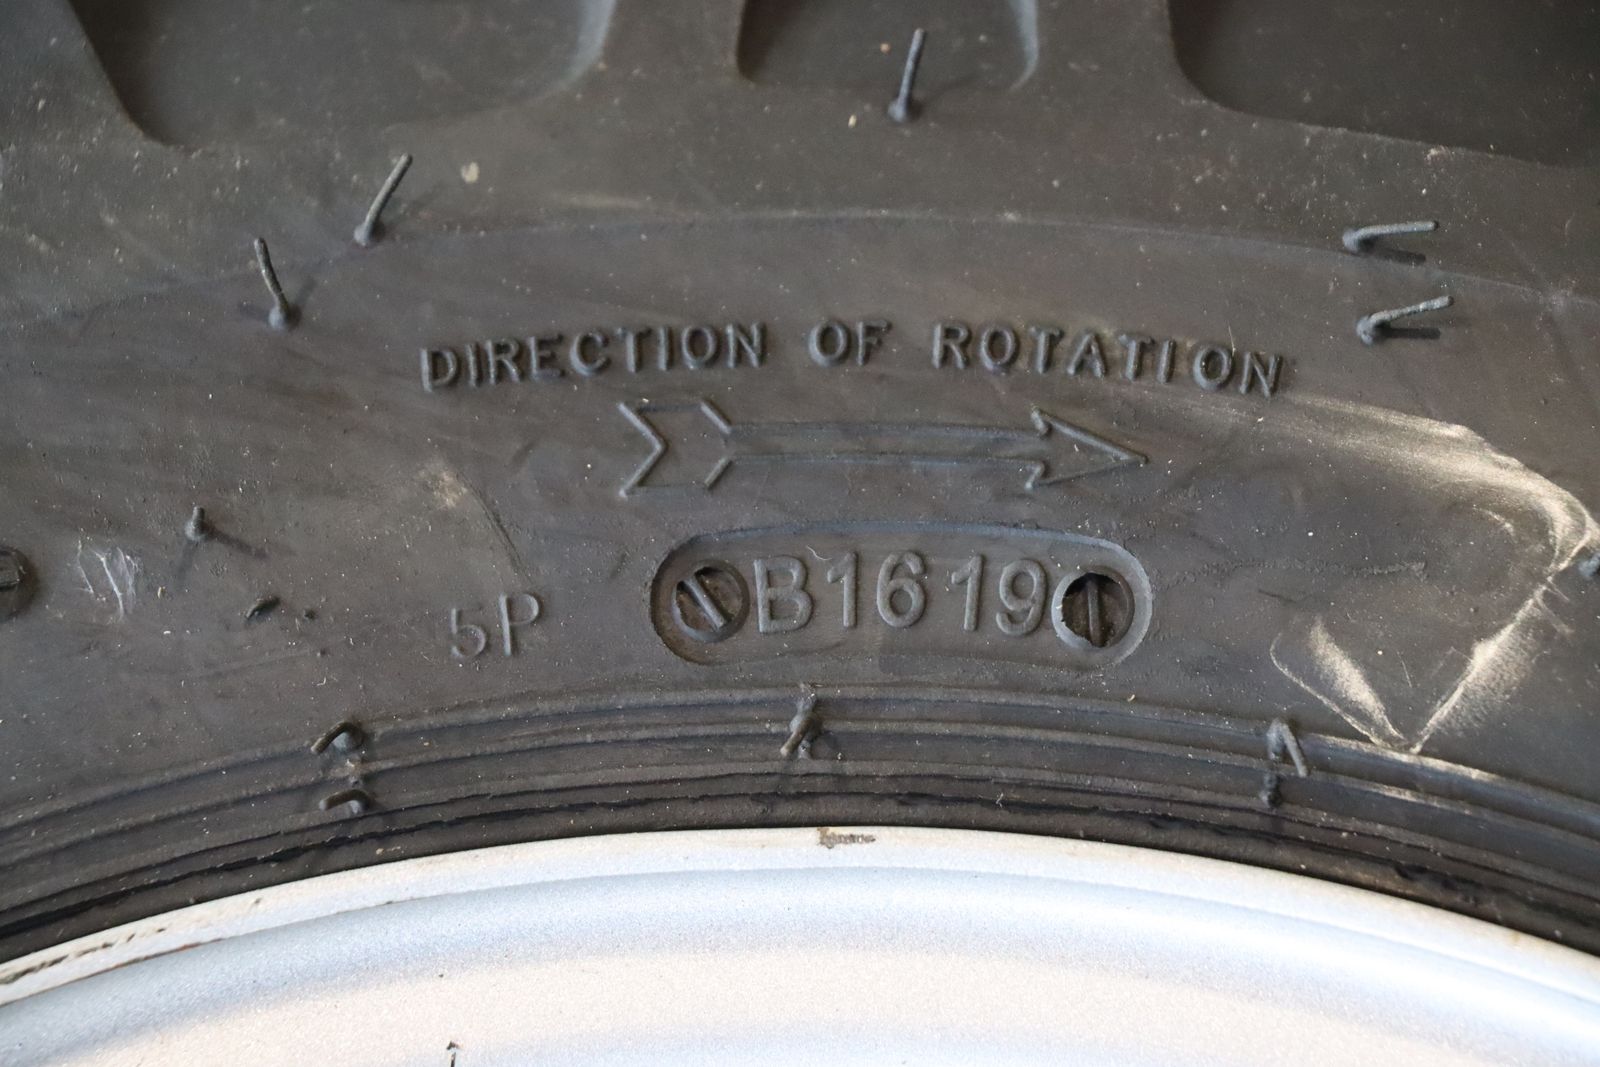 DIRECTION OF ROTATION
5P B1619